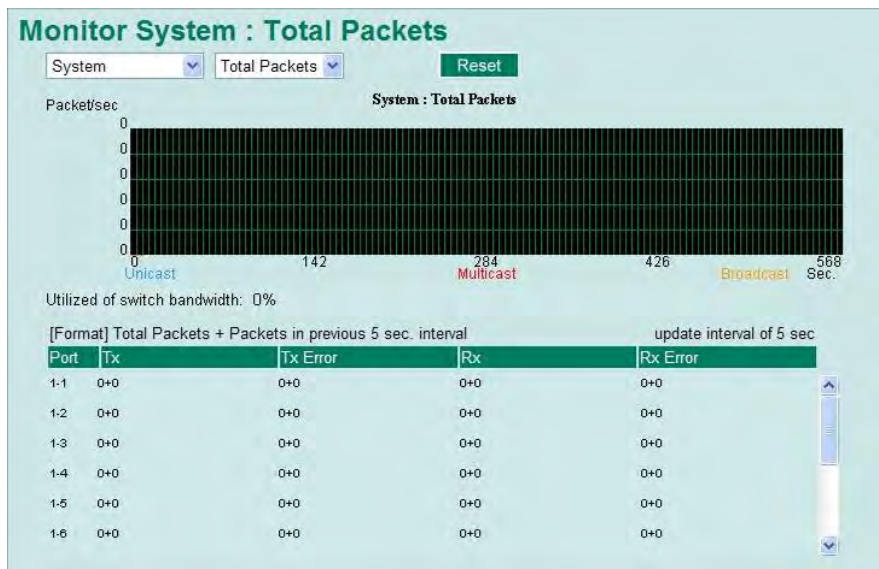 Monitor System : Total Packets
System Total Packets Reset
Packet/sec System : Total Packets
0
0
0
0
0
0
0 142 284 426 568
Unicast Multicast Broadcast Sec.
Utilized of switch bandwidth: 0%
[Format] Total Packets + Packets in previous 5 sec. interval update interval of 5 sec
Port Tx Tx Error Rx Rx Error
1-1 0+0 0+0 0+0 0+0
1-2 0+0 0+0 0+0 0+0
1-3 0+0 0+0 0+0 0+0
1-4 0+0 0+0 0+0 0+0
1-5 0+0 0+0 0+0 0+0
1-6 0+0 0+0 0+0 0+0